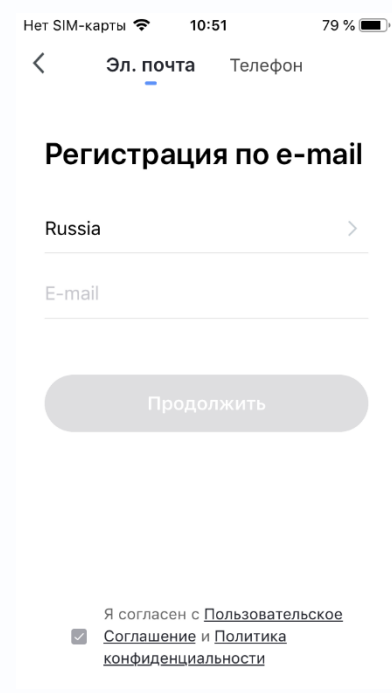 Нет SIM-карты 10:51 79 %
Эл. почта Телефон
Регистрация по e-mail
Russia
E-mail
Продолжить
Я согласен с Пользовательское
Соглашение и Политика
конфиденциальности